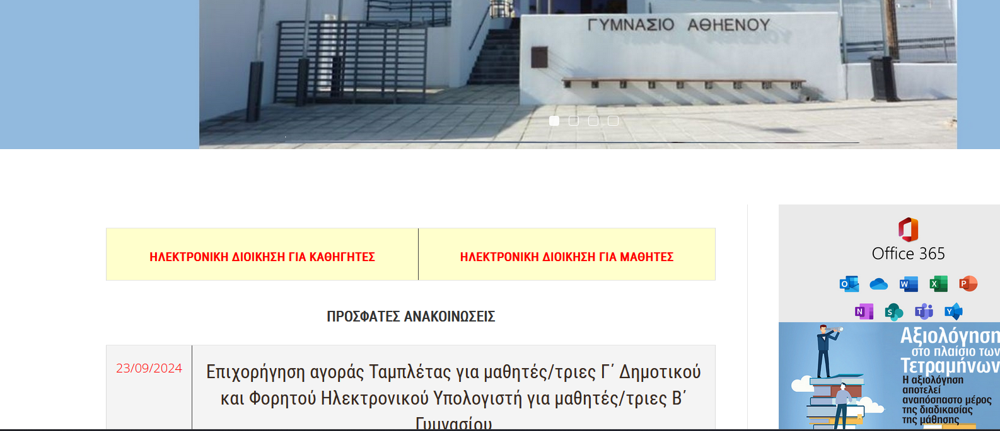 ΓΥΜΝΑΣΙΟ ΑΘΗΕΝΟΥ
ΗΛΕΚΤΡΟΝΙΚΗ ΔΙΟΙΚΗΣΗ ΓΙΑ ΚΑΘΗΓΗΤΕΣ
ΗΛΕΚΤΡΟΝΙΚΗ ΔΙΟΙΚΗΣΗ ΓΙΑ ΜΑΘΗΤΕΣ
ΠΡΟΣΦΑΤΕΣ ΑΝΑΚΟΙΝΩΣΕΙΣ
23/09/2024
Επιχορήγηση αγοράς Ταμπλέτας για μαθητές/τριες Γ΄ Δημοτικού
και Φορητού Ηλεκτρονικού Υπολογιστή για μαθητές/τριες Β΄
Γυμνασίου
Office 365
O
W
X
P
N
S
T
Y
Αξιολόγηση
στο πλαίσιο των
Τετραμήνων
Η αξιολόγηση
αποτελεί
αναπόσπαστο μέρος
της διαδικασίας
της μάθησης